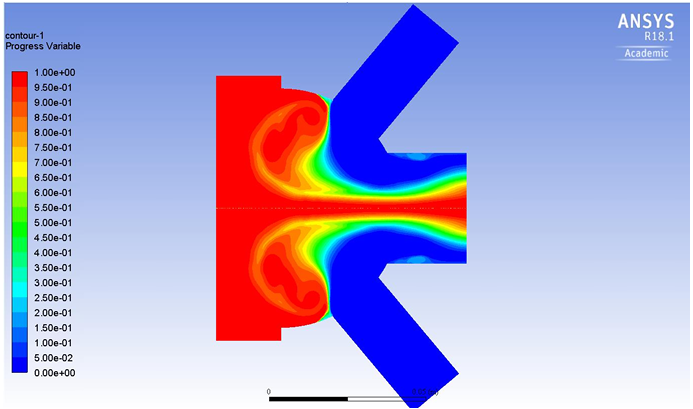 contour-1
Progress Variable
ANSYS
R18.1
Academic
1.00e+00
9.50e-01
9.00e-01
8.50e-01
8.00e-01
7.50e-01
7.00e-01
6.50e-01
6.00e-01
5.50e-01
5.00e-01
4.50e-01
4.00e-01
3.50e-01
3.00e-01
2.50e-01
2.00e-01
1.50e-01
1.00e-01
5.00e-02
0.00e+00
0